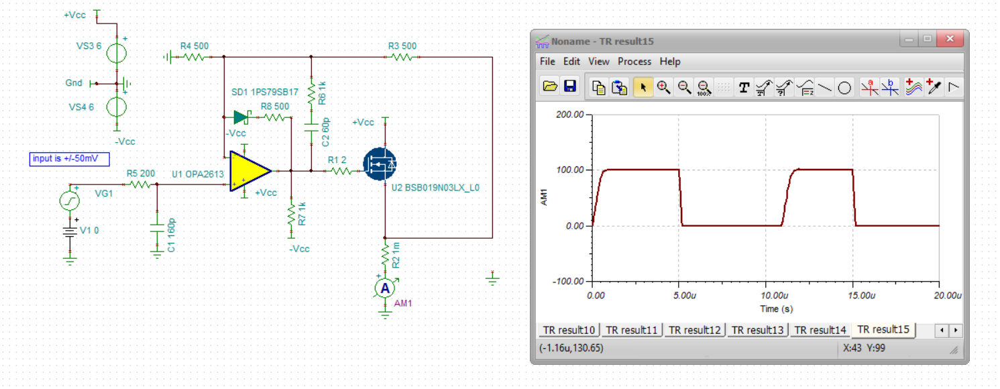 +Vcc
VS3 6
Gnd
VS4 6
-Vcc
input is +/-50mV
R4 500
R3 500
SD1 1PS79SB17
R8 500
R6 1k
-Vcc
C2 60p
+Vcc
R5 200
U1 OPA2613
R1 2
U2 BSB019N03LX_L0
+Vcc
VG1
V1 0
C1 160p
R7 1k
-Vcc
R2 1m
A
AM1
Noname - TR result15
File Edit View Process Help
100%
T
a
b
200.00
100.00
AM1
0.00
-100.00
0.00 5.00u 10.00u 15.00u 20.00u
Time (s)
TR result10 TR result11 TR result12 TR result13 TR result14 TR result15
(-1.16u,130.65) X:43 Y:99